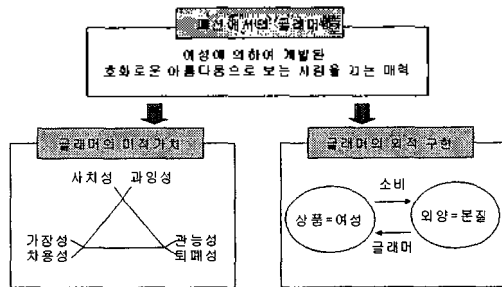 패션에서의 글래머
여성에 의하여 개발된
호화로운 아름다움으로 보는 사람을 끄는 매혹
글래머의 미적가치
사치성 과잉성
가장성 관능성
차용성 퇴폐성
글래머의 외적 구현
소비
상품=여성 외양=본질
글래머